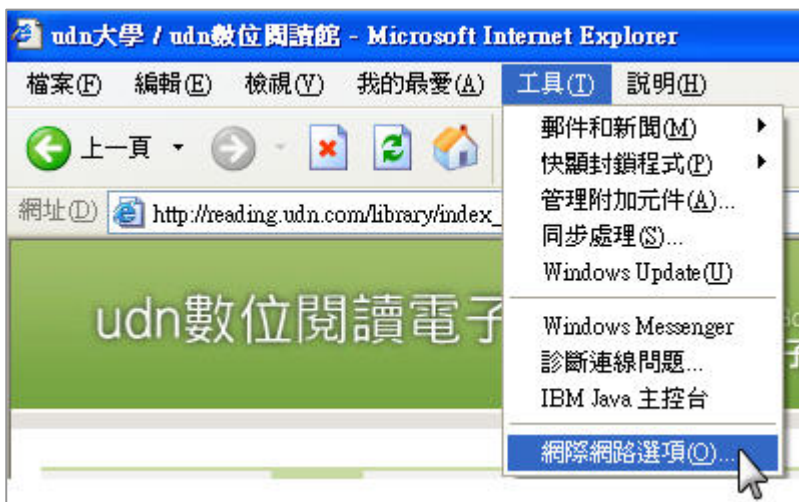 udn大學 / udn數位閱讀館 - Microsoft Internet Explorer
檔案(F) 編輯(E) 檢視(V) 我的最愛(A) 工具(T) 說明(H)
上一頁
網址(D) http://reading.udn.com/library/index_
udn數位閱讀電子
郵件和新聞(M)
快顯封鎖程式(P)
管理附加元件(A)...
同步處理(S)...
Windows Update(U)
Windows Messenger
診斷連線問題...
IBM Java 主控台
網際網路選項(O)...